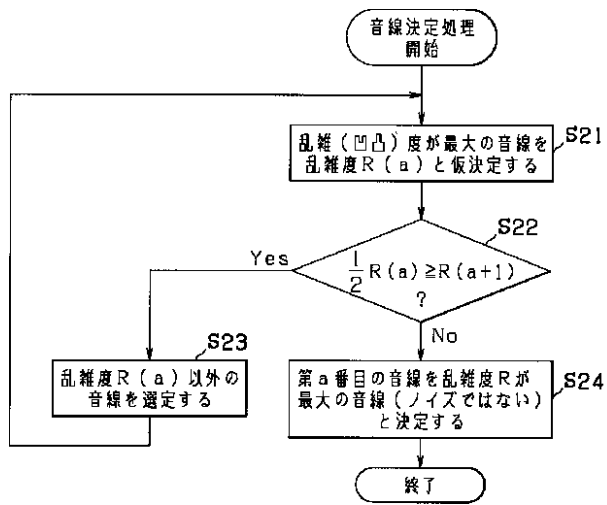 音線決定処理
開始
S21
乱雑(凹凸)度が最大の音線を
乱雑度R(a)と仮決定する
S22
Yes
1/2 R(a)≧R(a+1)
?
No
S23
乱雑度R(a)以外の
音線を選定する
S24
第a番目の音線を乱雑度Rが
最大の音線(ノイズではない)
と決定する
終了